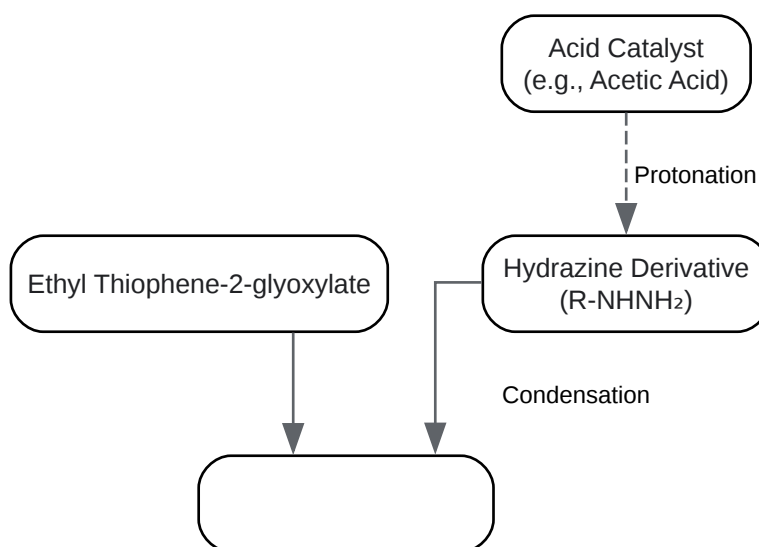 Acid Catalyst
(e.g., Acetic Acid)
Protonation
Ethyl Thiophene-2-glyoxylate
Hydrazine Derivative
(R-NHNH₂)
Condensation